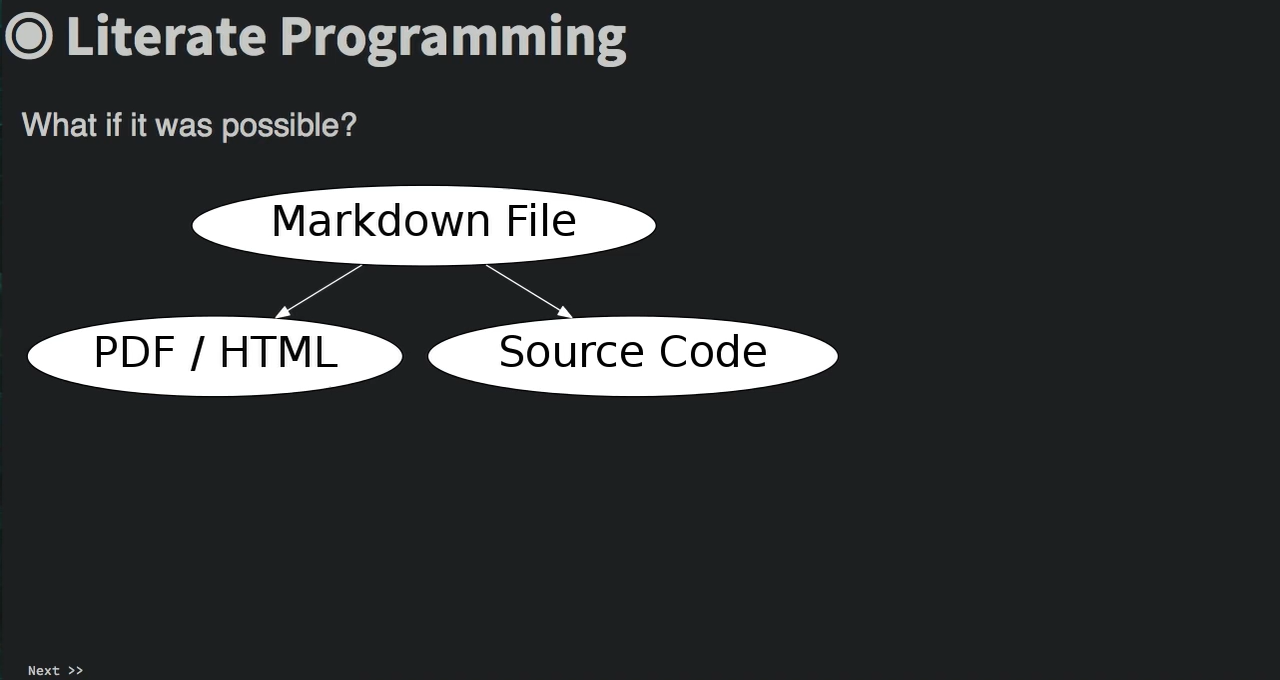 Literate Programming
What if it was possible?
Markdown File
PDF / HTML
Source Code
Next >>